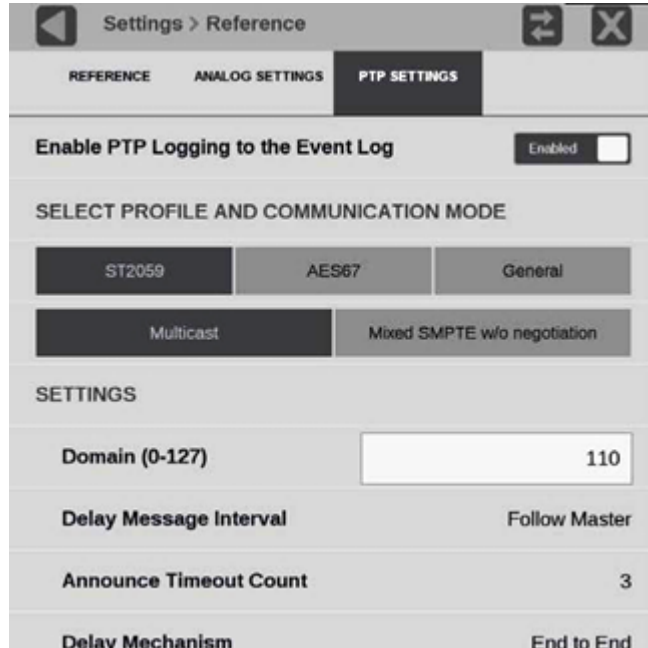 Settings > Reference
REFERENCE ANALOG SETTINGS PTP SETTINGS
Enable PTP Logging to the Event Log Enabled
SELECT PROFILE AND COMMUNICATION MODE
ST2059 AES67 General
Multicast Mixed SMPTE w/o negotiation
SETTINGS
Domain (0-127) 110
Delay Message Interval Follow Master
Announce Timeout Count 3
Delay Mechanism End to End